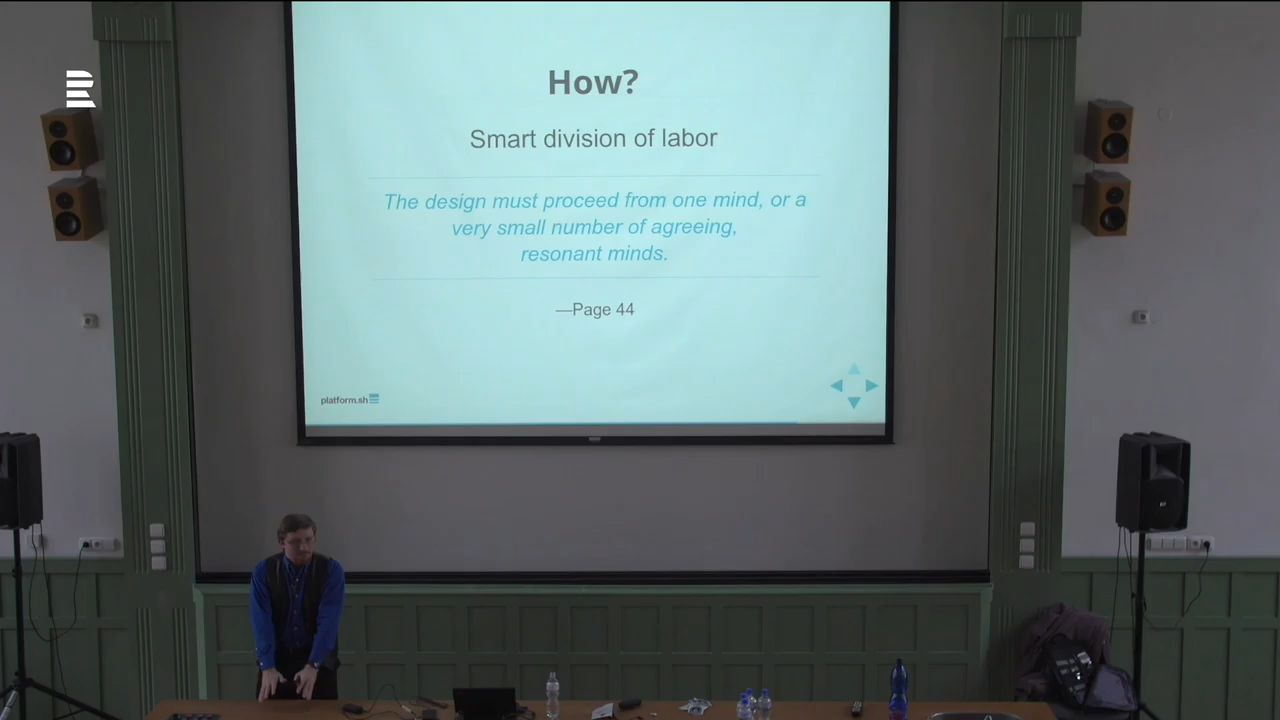 How?
Smart division of labor
The design must proceed from one mind, or a
very small number of agreeing,
resonant minds.
—Page 44
platform.sh